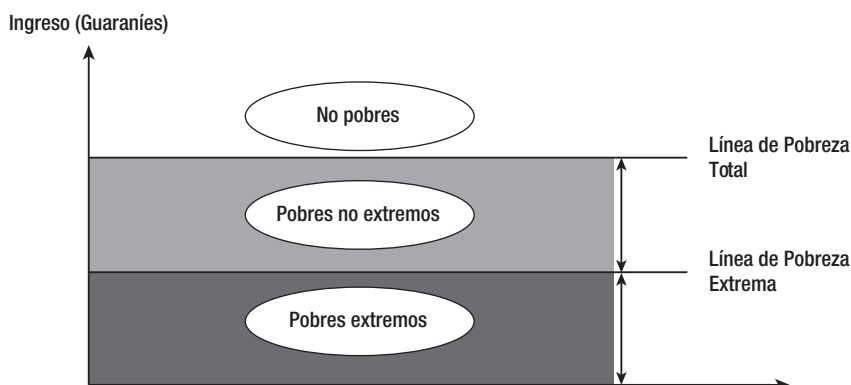 Ingreso (Guaraníes)
No pobres
Línea de Pobreza
Total
Pobres no extremos
Línea de Pobreza
Extrema
Pobres extremos